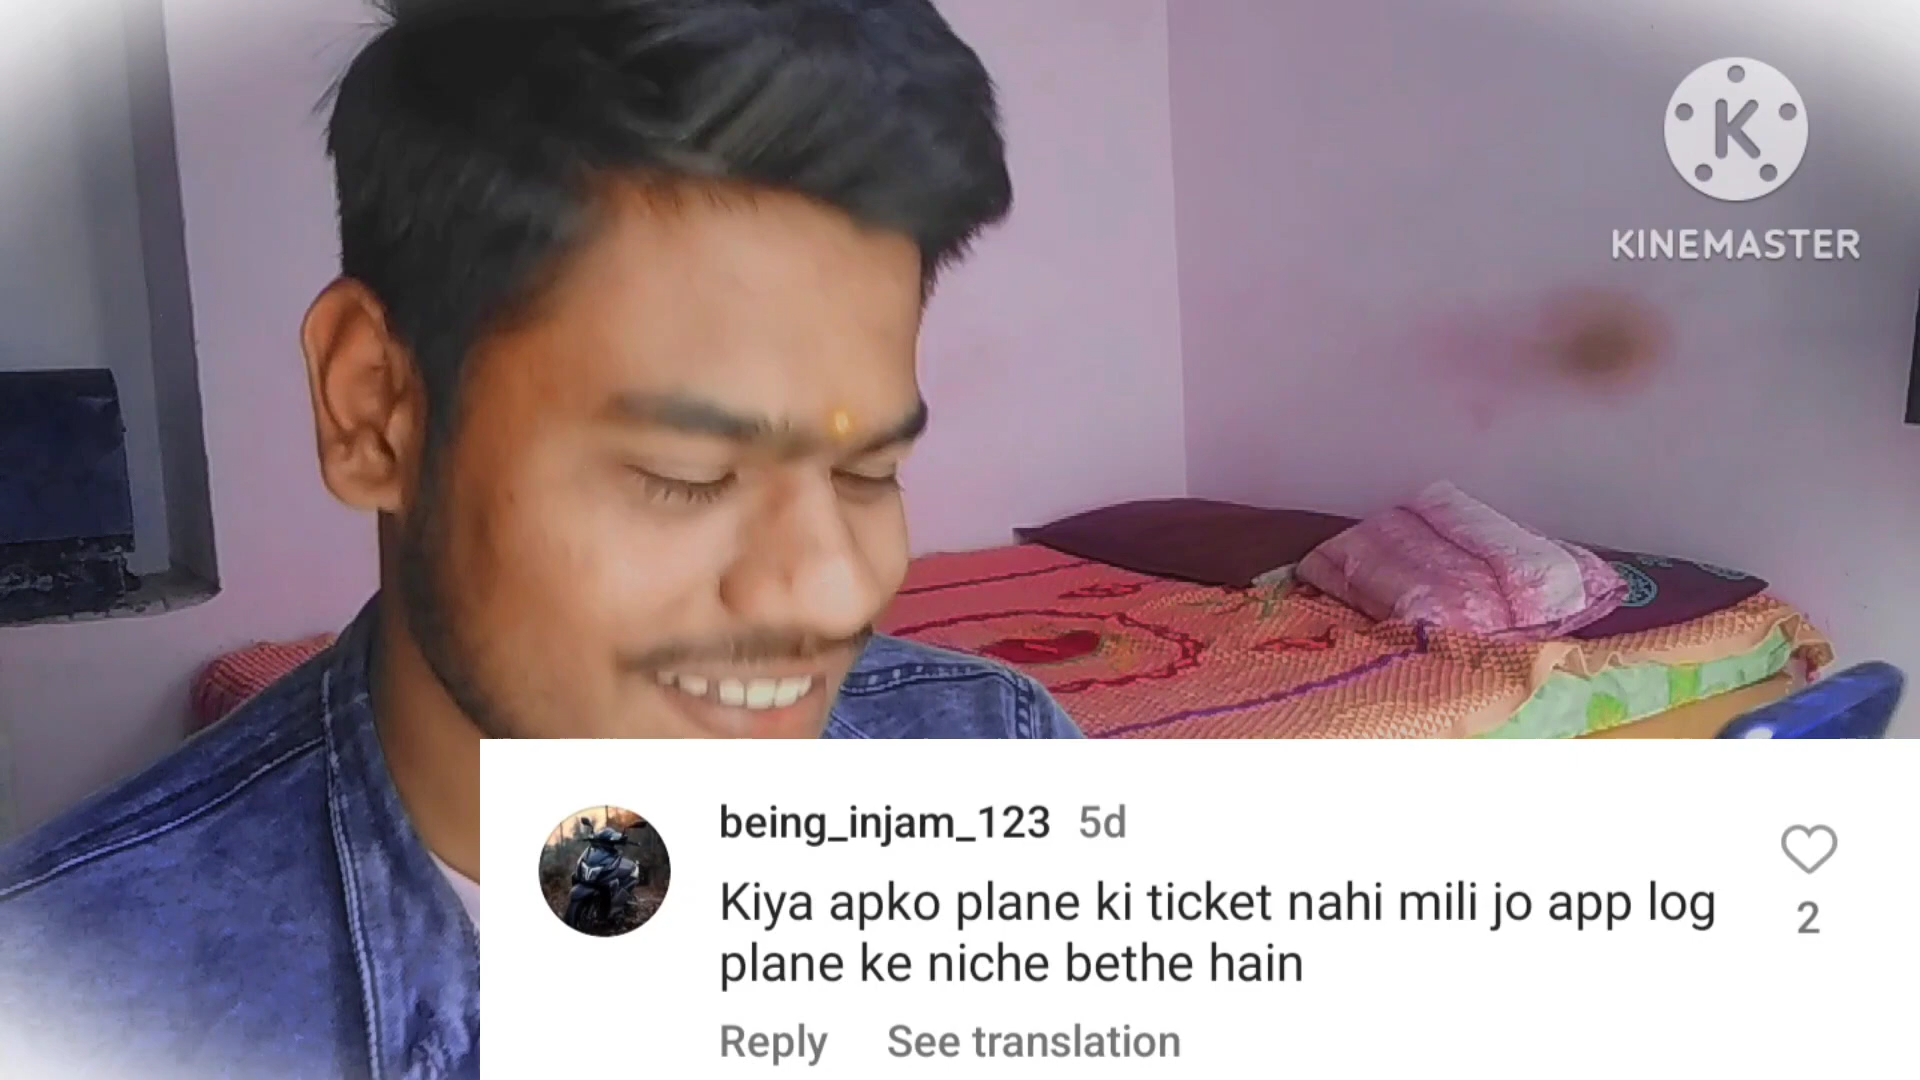 K
KINEMASTER
being_injam_123 5d
Kiya apko plane ki ticket nahi mili jo app log
2
plane ke niche bethe hain
Reply See translation